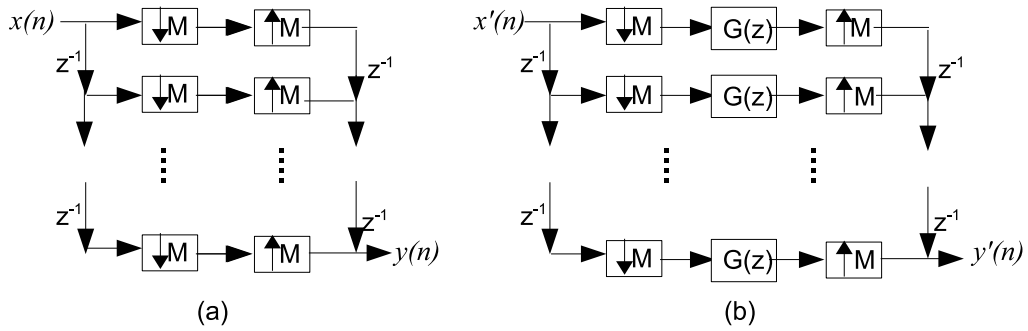 x(n) ↓M ↑M
z⁻¹ z⁻¹
↓M ↑M
z⁻¹ z⁻¹
↓M ↑M y(n)
(a)
x'(n) ↓M G(z) ↑M
z⁻¹ z⁻¹
↓M G(z) ↑M
z⁻¹ z⁻¹
↓M G(z) ↑M y'(n)
(b)